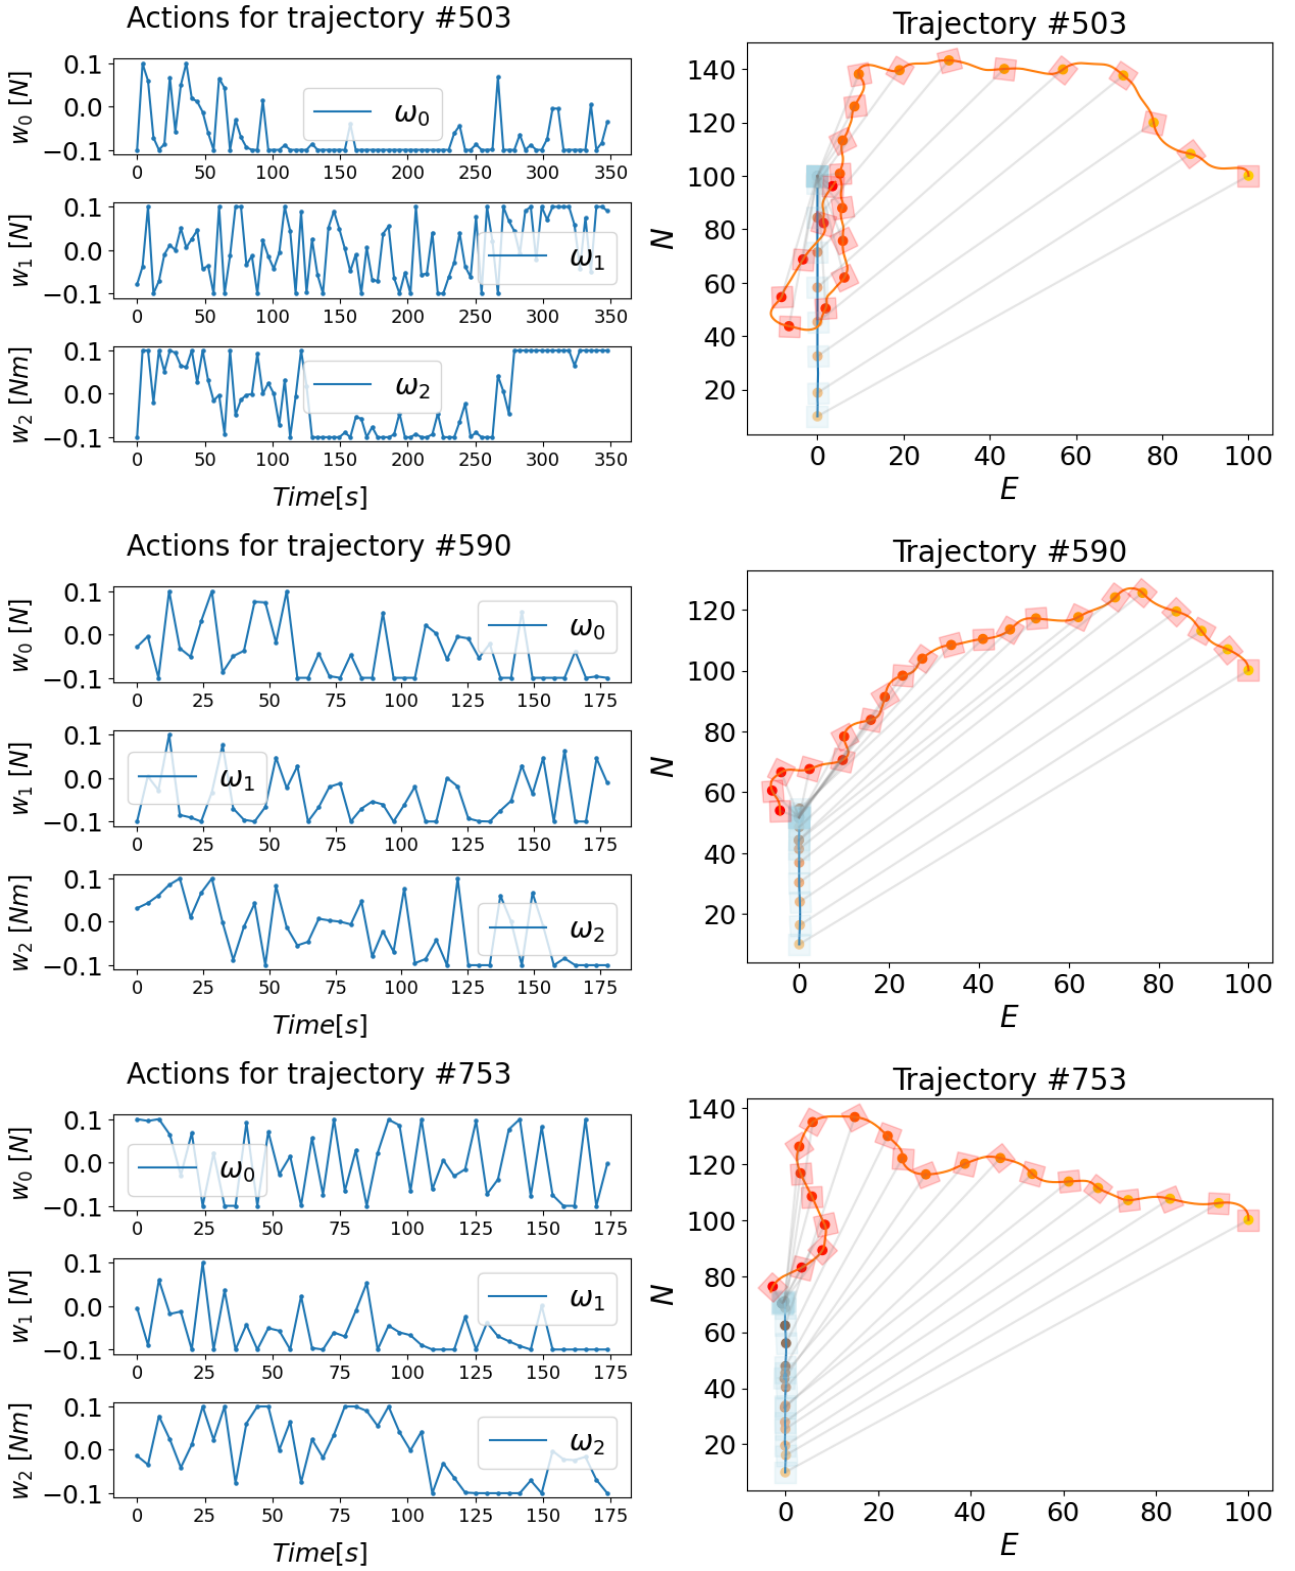 Actions for trajectory #503
w₀ [N]
0.1
0.0
−0.1
ω₀
0 50 100 150 200 250 300 350
w₁ [N]
0.1
0.0
−0.1
ω₁
0 50 100 150 200 250 300 350
w₂ [Nm]
0.1
0.0
−0.1
ω₂
0 50 100 150 200 250 300 350
Time[s]
Trajectory #503
N
140
120
100
80
60
40
20
0 20 40 60 80 100
E
Actions for trajectory #590
w₀ [N]
0.1
0.0
−0.1
ω₀
0 25 50 75 100 125 150 175
w₁ [N]
0.1
0.0
−0.1
ω₁
0 25 50 75 100 125 150 175
w₂ [Nm]
0.1
0.0
−0.1
ω₂
0 25 50 75 100 125 150 175
Time[s]
Trajectory #590
N
120
100
80
60
40
20
0 20 40 60 80 100
E
Actions for trajectory #753
w₀ [N]
0.1
0.0
−0.1
ω₀
0 25 50 75 100 125 150 175
w₁ [N]
0.1
0.0
−0.1
ω₁
0 25 50 75 100 125 150 175
w₂ [Nm]
0.1
0.0
−0.1
ω₂
0 25 50 75 100 125 150 175
Time[s]
Trajectory #753
N
140
120
100
80
60
40
20
0 20 40 60 80 100
E